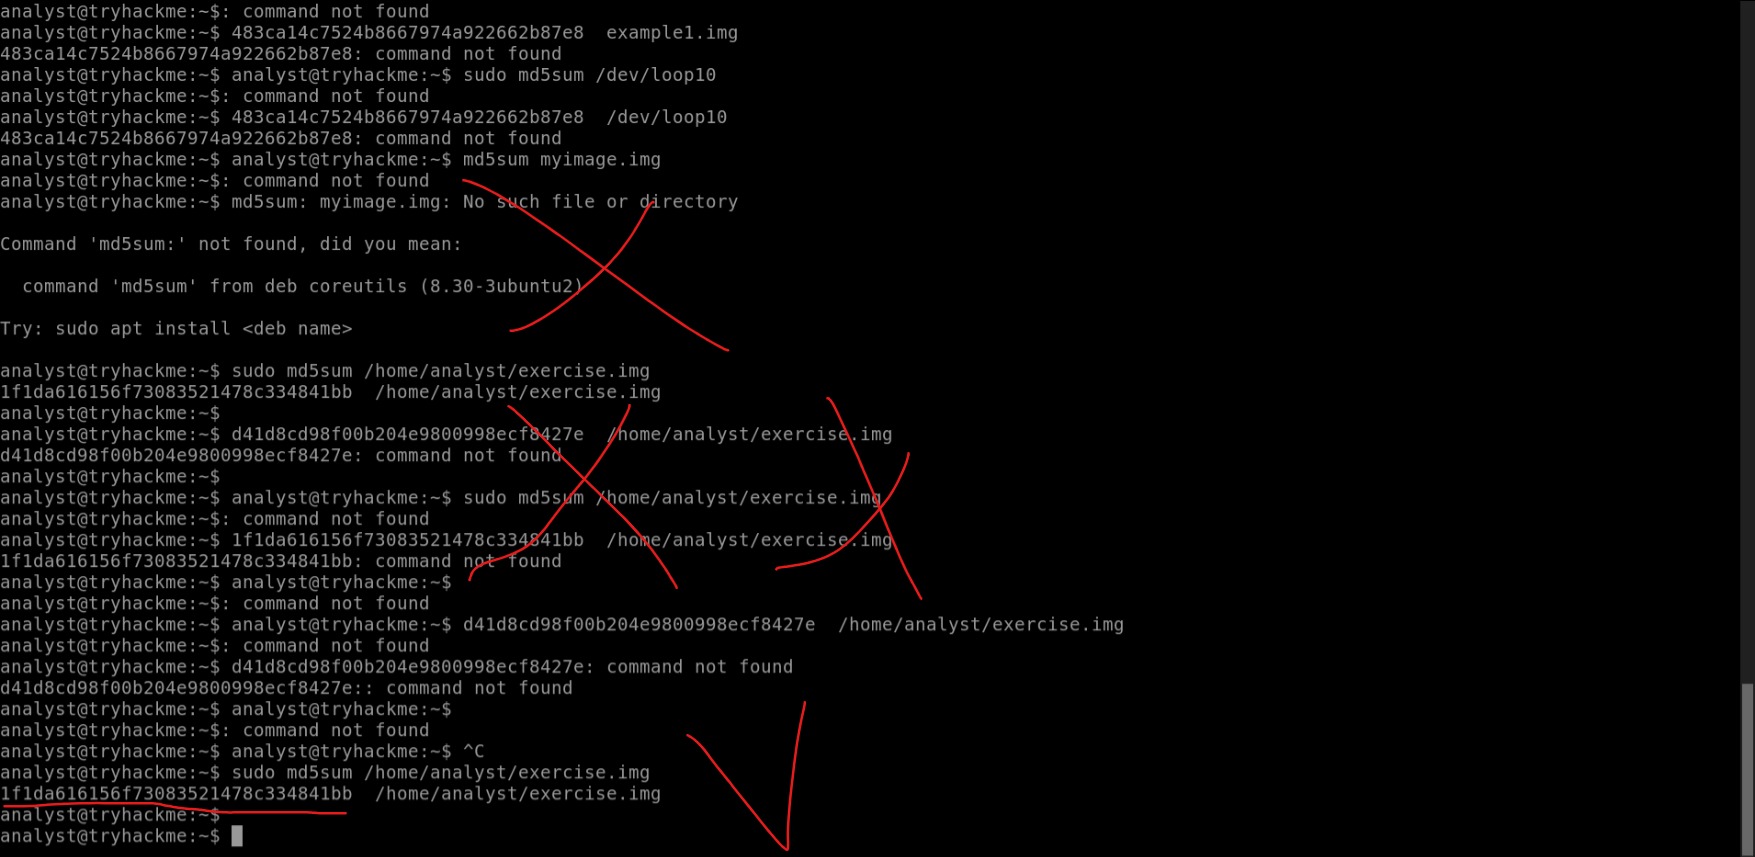 analyst@tryhackme:~$: command not found
analyst@tryhackme:~$ 483ca14c7524b8667974a922662b87e8  example1.img
483ca14c7524b8667974a922662b87e8: command not found
analyst@tryhackme:~$ analyst@tryhackme:~$ sudo md5sum /dev/loop10
analyst@tryhackme:~$: command not found
analyst@tryhackme:~$ 483ca14c7524b8667974a922662b87e8  /dev/loop10
483ca14c7524b8667974a922662b87e8: command not found
analyst@tryhackme:~$ analyst@tryhackme:~$ md5sum myimage.img
analyst@tryhackme:~$: command not found
analyst@tryhackme:~$ md5sum: myimage.img: No such file or directory

Command 'md5sum:' not found, did you mean:

  command 'md5sum' from deb coreutils (8.30-3ubuntu2)

Try: sudo apt install <deb name>

analyst@tryhackme:~$ sudo md5sum /home/analyst/exercise.img
1f1da616156f73083521478c334841bb  /home/analyst/exercise.img
analyst@tryhackme:~$
analyst@tryhackme:~$ d41d8cd98f00b204e9800998ecf8427e  /home/analyst/exercise.img
d41d8cd98f00b204e9800998ecf8427e: command not found
analyst@tryhackme:~$
analyst@tryhackme:~$ analyst@tryhackme:~$ sudo md5sum /home/analyst/exercise.img
analyst@tryhackme:~$: command not found
analyst@tryhackme:~$ 1f1da616156f73083521478c334841bb  /home/analyst/exercise.img
1f1da616156f73083521478c334841bb: command not found
analyst@tryhackme:~$ analyst@tryhackme:~$
analyst@tryhackme:~$: command not found
analyst@tryhackme:~$ analyst@tryhackme:~$ d41d8cd98f00b204e9800998ecf8427e  /home/analyst/exercise.img
analyst@tryhackme:~$: command not found
analyst@tryhackme:~$ d41d8cd98f00b204e9800998ecf8427e: command not found
d41d8cd98f00b204e9800998ecf8427e:: command not found
analyst@tryhackme:~$ analyst@tryhackme:~$
analyst@tryhackme:~$: command not found
analyst@tryhackme:~$ analyst@tryhackme:~$ ^C
analyst@tryhackme:~$ sudo md5sum /home/analyst/exercise.img
1f1da616156f73083521478c334841bb  /home/analyst/exercise.img
analyst@tryhackme:~$
analyst@tryhackme:~$